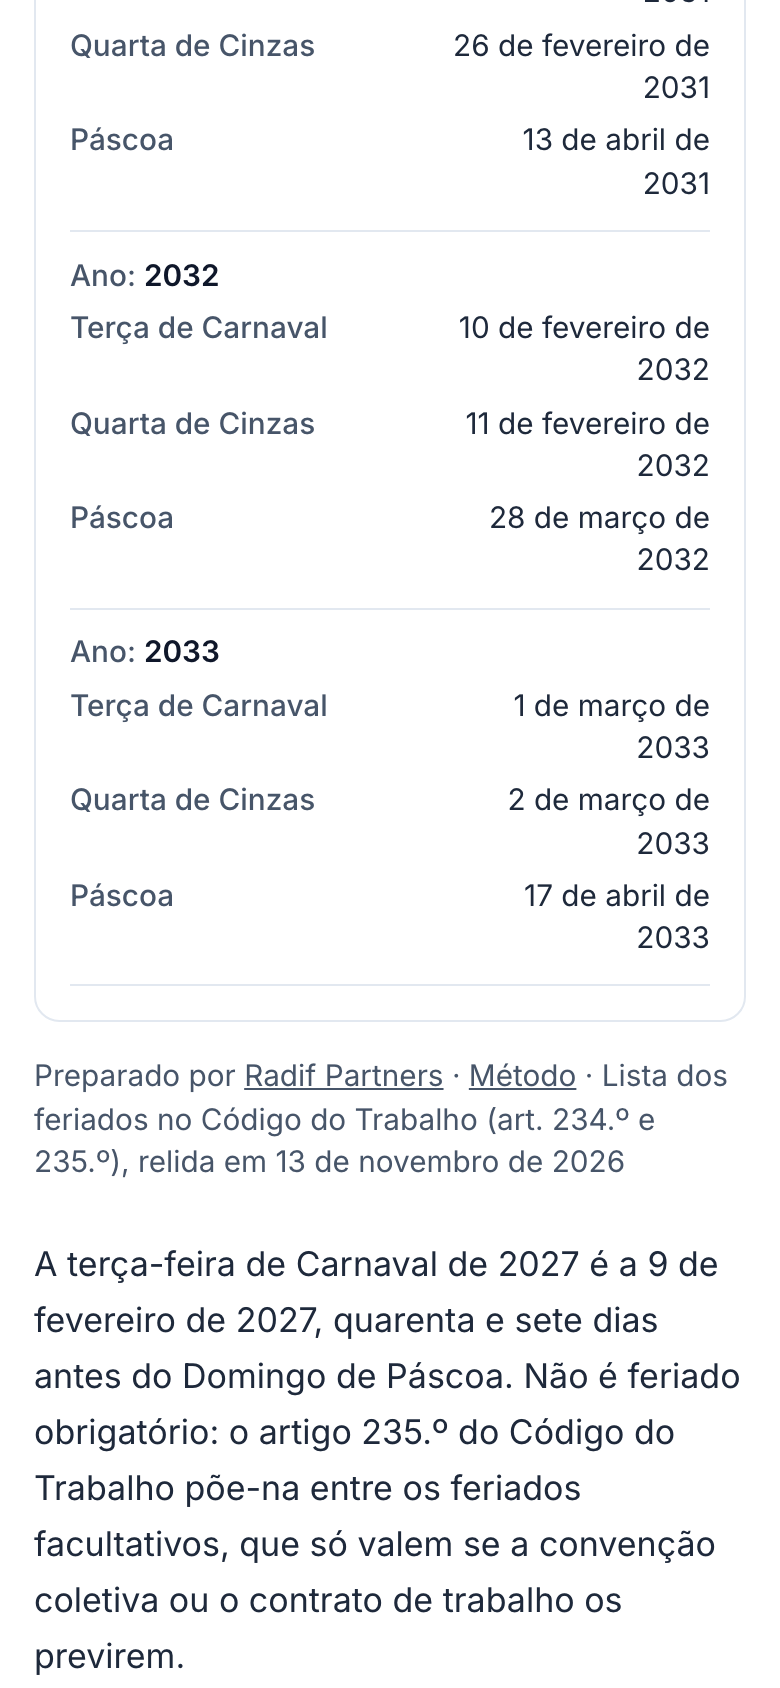 Quarta de Cinzas 26 de fevereiro de
2031
Páscoa 13 de abril de
2031
Ano: 2032
Terça de Carnaval 10 de fevereiro de
2032
Quarta de Cinzas 11 de fevereiro de
2032
Páscoa 28 de março de
2032
Ano: 2033
Terça de Carnaval 1 de março de
2033
Quarta de Cinzas 2 de março de
2033
Páscoa 17 de abril de
2033
Preparado por Radif Partners · Método · Lista dos
feriados no Código do Trabalho (art. 234.º e
235.º), relida em 13 de novembro de 2026
A terça-feira de Carnaval de 2027 é a 9 de
fevereiro de 2027, quarenta e sete dias
antes do Domingo de Páscoa. Não é feriado
obrigatório: o artigo 235.º do Código do
Trabalho põe-na entre os feriados
facultativos, que só valem se a convenção
coletiva ou o contrato de trabalho os
previrem.